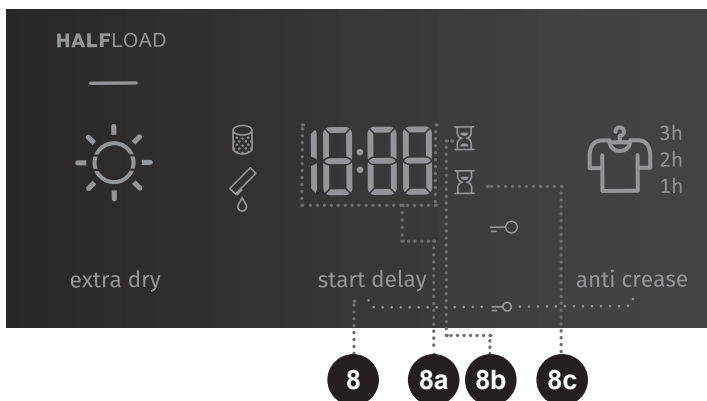 HALFLOAD
18:88
3h
2h
1h
extra dry
start delay
anti crease
8
8a
8b
8c